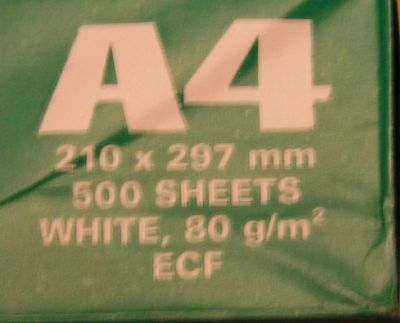 A4
210 x 297 mm
500 SHEETS
WHITE, 80 g/m²
ECF